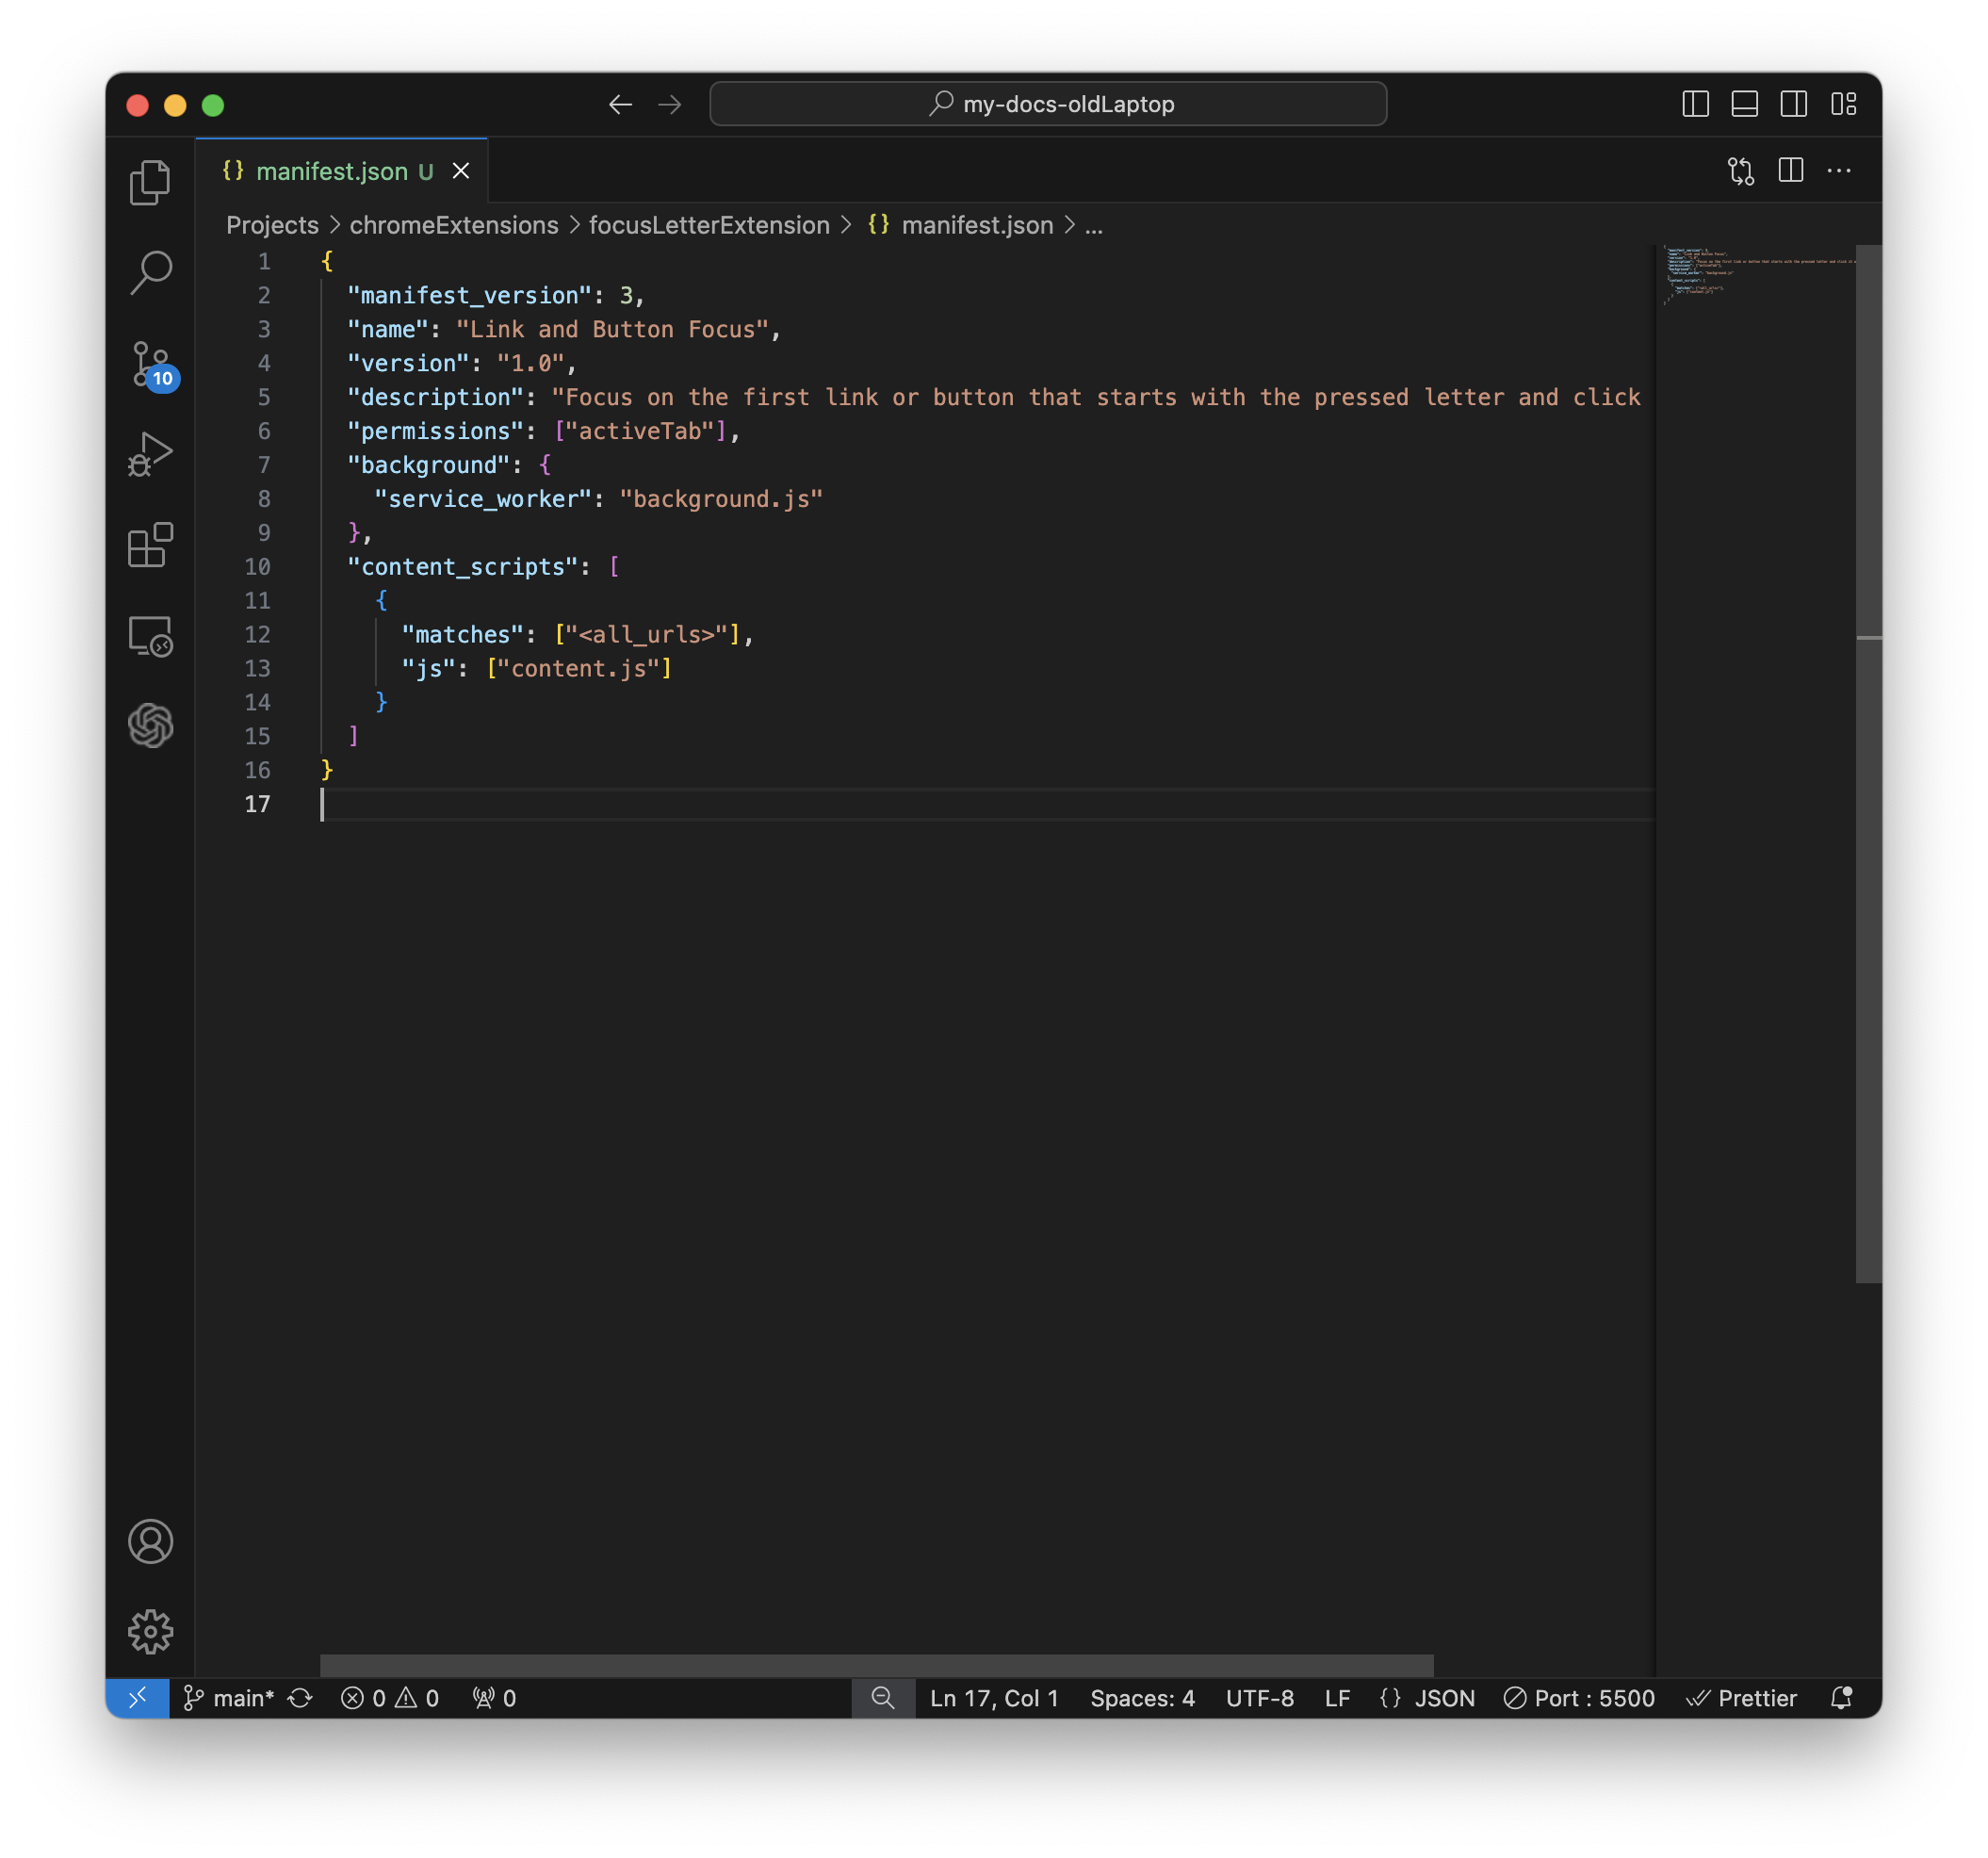 my-docs-oldLaptop
{} manifest.json U
Projects > chromeExtensions > focusLetterExtension > {} manifest.json > ...
1 {
2 "manifest_version": 3,
3 "name": "Link and Button Focus",
4 "version": "1.0",
5 "description": "Focus on the first link or button that starts with the pressed letter and click
6 "permissions": ["activeTab"],
7 "background": {
8 "service_worker": "background.js"
9 },
10 "content_scripts": [
11 {
12 "matches": ["<all_urls>"],
13 "js": ["content.js"]
14 }
15 ]
16 }
17
10
main* 0 0 0 Ln 17, Col 1 Spaces: 4 UTF-8 LF {} JSON Port : 5500 Prettier